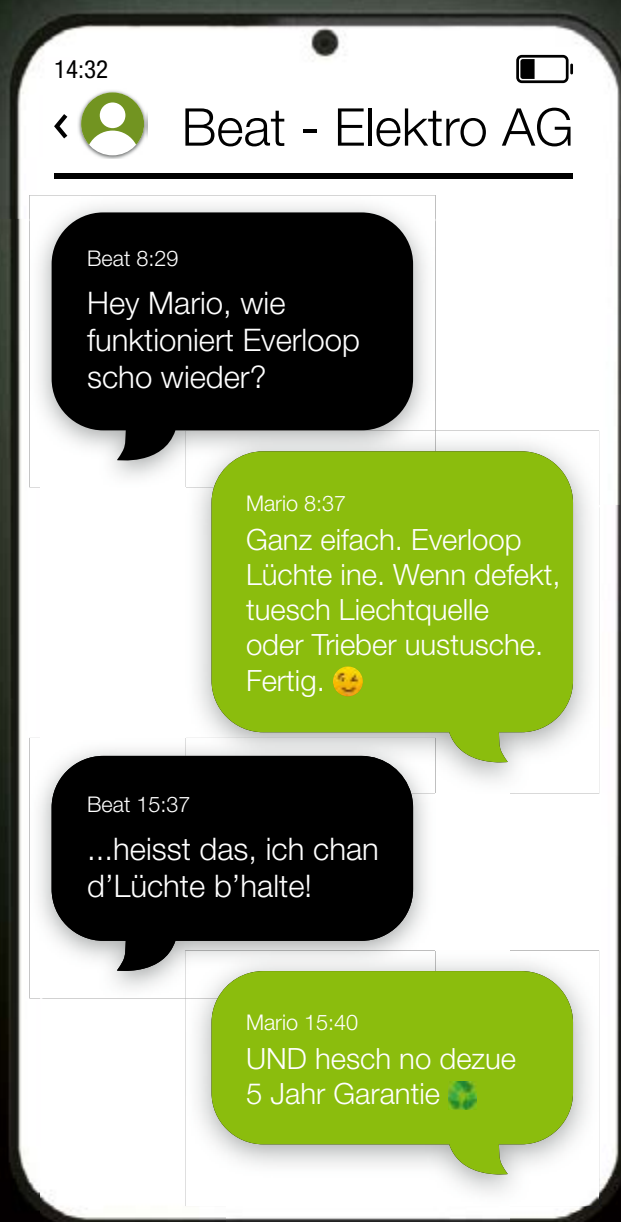 14:32
Beat - Elektro AG
Beat 8:29
Hey Mario, wie
funktioniert Everloop
scho wieder?
Mario 8:37
Ganz eifach. Everloop
Lüchte ine. Wenn defekt,
tuesch Liechtquelle
oder Trieber uustusche.
Fertig. 😉
Beat 15:37
...heisst das, ich chan
d’Lüchte b’halte!
Mario 15:40
UND hesch no dezue
5 Jahr Garantie ♻️